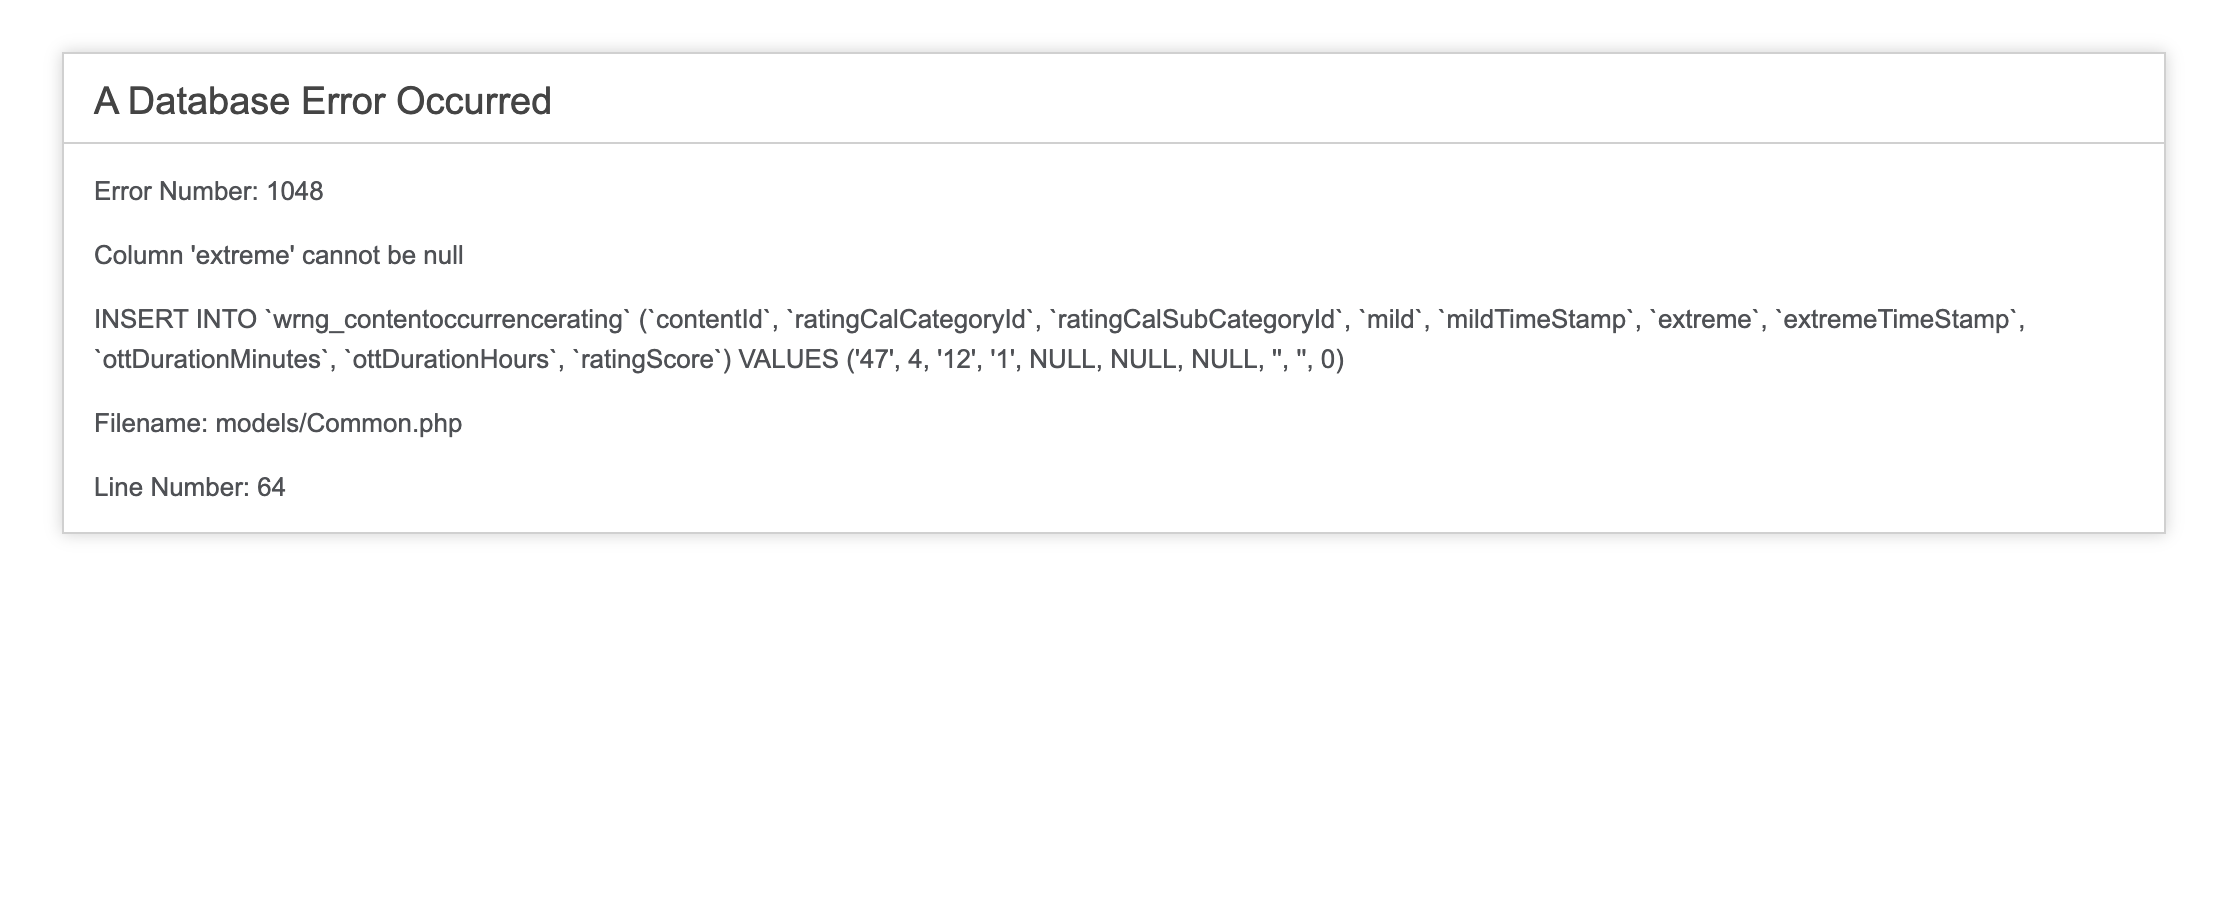 A Database Error Occurred
Error Number: 1048
Column 'extreme' cannot be null
INSERT INTO `wrng_contentoccurrencerating` (`contentId`, `ratingCalCategoryId`, `ratingCalSubCategoryId`, `mild`, `mildTimeStamp`, `extreme`, `extremeTimeStamp`,
`ottDurationMinutes`, `ottDurationHours`, `ratingScore`) VALUES ('47', 4, '12', '1', NULL, NULL, NULL, '', '', 0)
Filename: models/Common.php
Line Number: 64